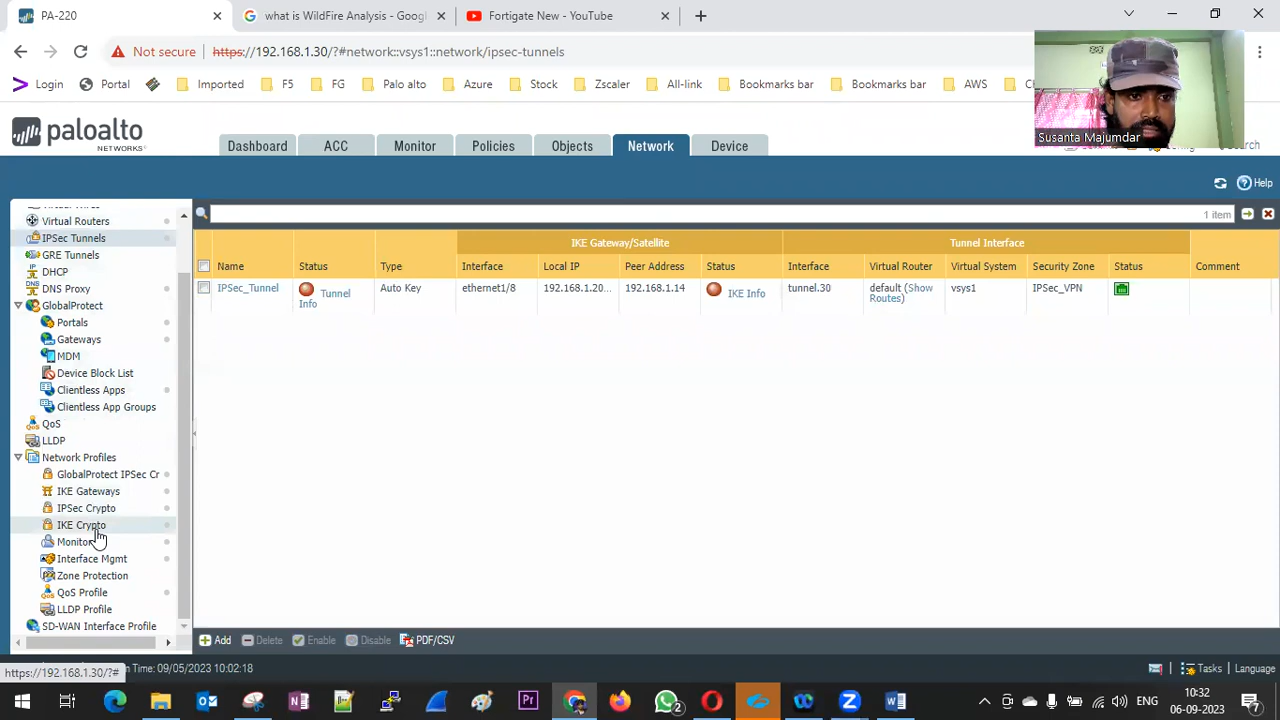 PA-220
what is WildFire Analysis - Googl
Fortigate New - YouTube
Not secure
https://192.168.1.30/?#network::vsys1::network/ipsec-tunnels
Login
Portal
Imported
F5
FG
Palo alto
Azure
Stock
Zscaler
All-link
Bookmarks bar
Bookmarks bar
AWS
Susanta Majumdar
paloalto
NETWORKS
Dashboard
ACC
Monitor
Policies
Objects
Network
Device
Search
Help
Virtual Routers
IPSec Tunnels
GRE Tunnels
DHCP
DNS Proxy
GlobalProtect
Portals
Gateways
MDM
Device Block List
Clientless Apps
Clientless App Groups
QoS
LLDP
Network Profiles
GlobalProtect IPSec Cr
IKE Gateways
IPSec Crypto
IKE Crypto
Monitor
Interface Mgmt
Zone Protection
QoS Profile
LLDP Profile
SD-WAN Interface Profile
1 item
IKE Gateway/Satellite
Tunnel Interface
Name
Status
Type
Interface
Local IP
Peer Address
Status
Interface
Virtual Router
Virtual System
Security Zone
Status
Comment
IPSec_Tunnel
Tunnel
Info
Auto Key
ethernet1/8
192.168.1.20...
192.168.1.14
IKE Info
tunnel.30
default (Show
Routes)
vsys1
IPSec_VPN
Add
Delete
Enable
Disable
PDF/CSV
https://192.168.1.30/?#
Time: 09/05/2023 10:02:18
Tasks
Language
2
ENG
10:32
06-09-2023
7